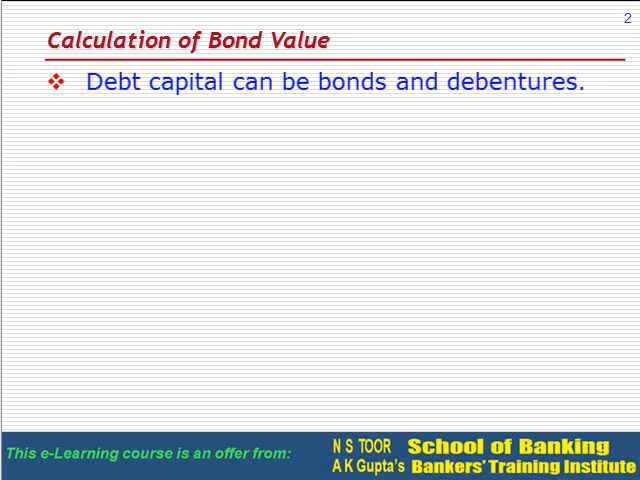 2
Calculation of Bond Value
Debt capital can be bonds and debentures.
This e-Learning course is an offer from:
N S TOOR School of Banking
A K Gupta's Bankers' Training Institute